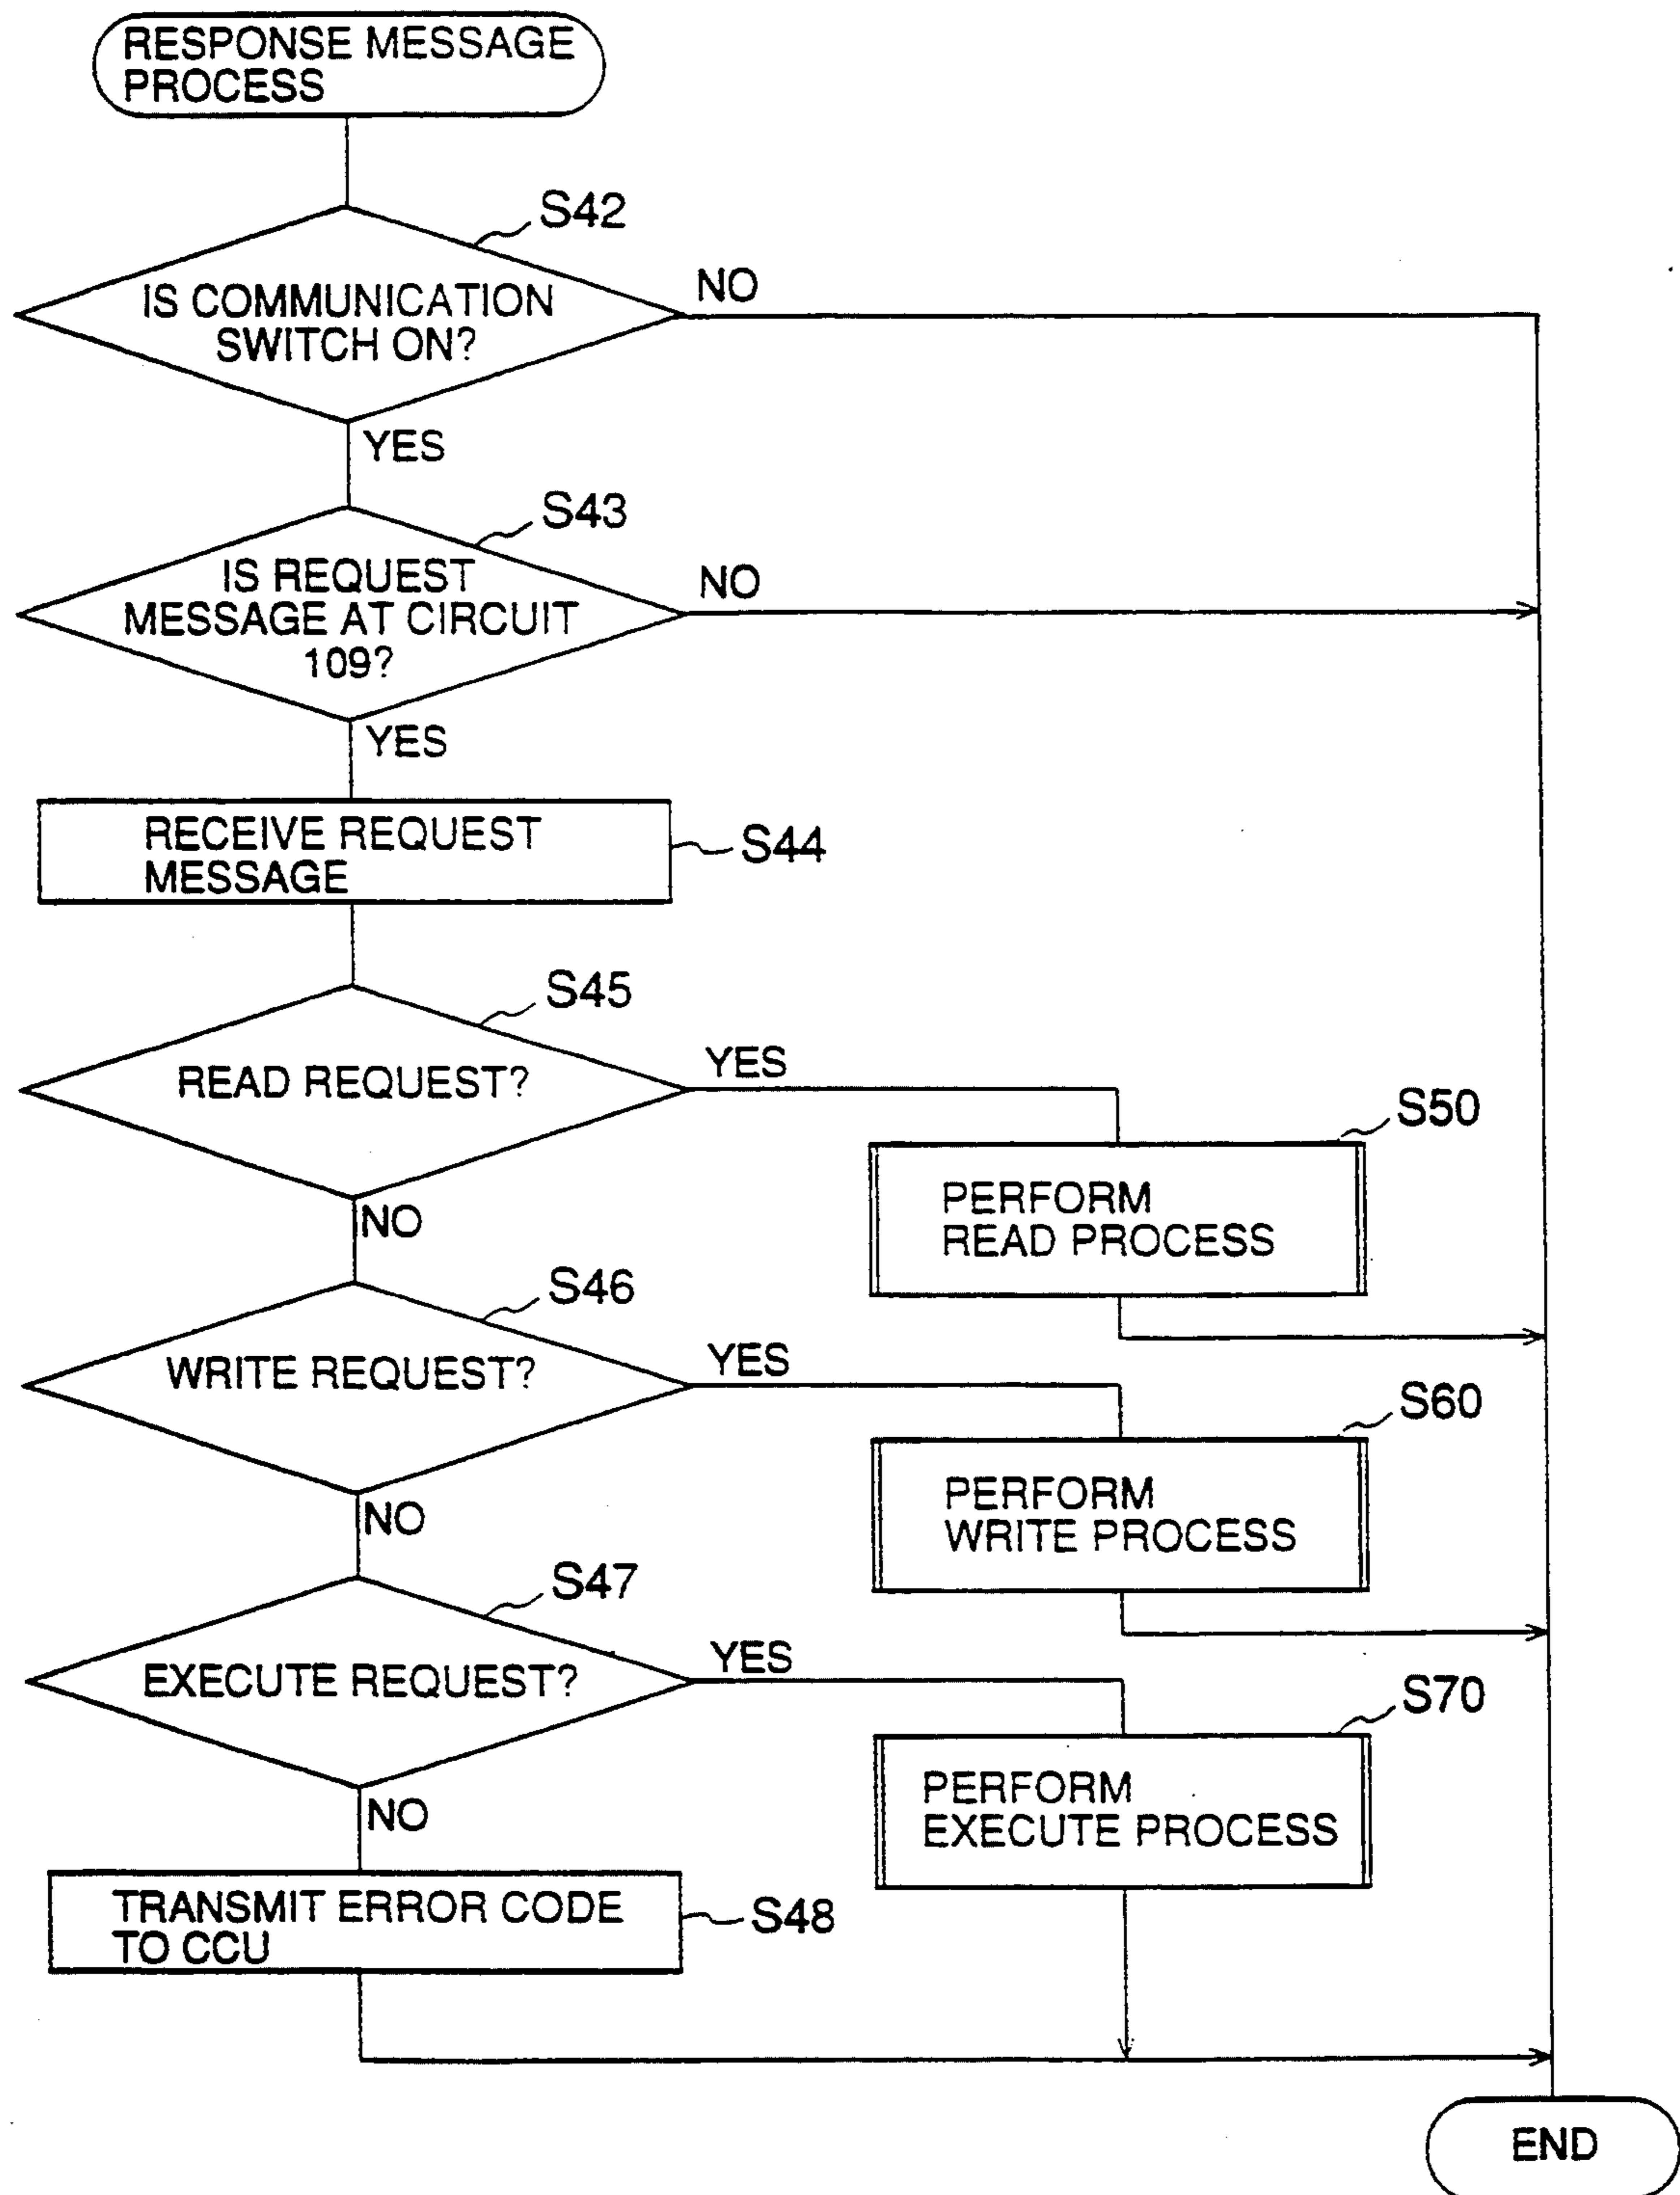 RESPONSE MESSAGE
PROCESS
S42
IS COMMUNICATION
SWITCH ON?
NO
YES
S43
IS REQUEST
MESSAGE AT CIRCUIT
109?
NO
YES
RECEIVE REQUEST
MESSAGE
S44
S45
READ REQUEST?
YES
NO
S50
PERFORM
READ PROCESS
S46
WRITE REQUEST?
YES
NO
S60
PERFORM
WRITE PROCESS
S47
EXECUTE REQUEST?
YES
NO
S70
PERFORM
EXECUTE PROCESS
TRANSMIT ERROR CODE
TO CCU
S48
END